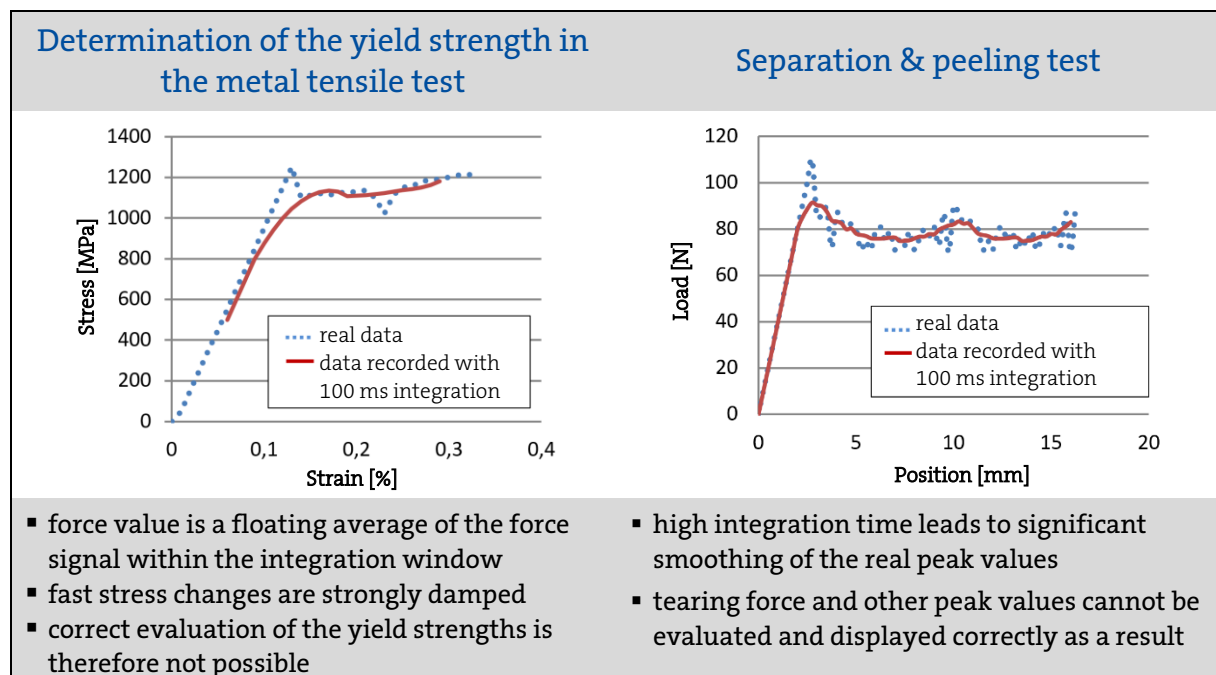 Determination of the yield strength in
the metal tensile test
Separation & peeling test
1400
1200
1000
800
600
400
200
0
0
0,1
0,2
0,3
0,4
Stress [MPa]
Strain [%]
real data
data recorded with
100 ms integration
120
100
80
60
40
20
0
0
5
10
15
20
Load [N]
Position [mm]
real data
data recorded with
100 ms integration
▪ force value is a floating average of the force
signal within the integration window
▪ fast stress changes are strongly damped
▪ correct evaluation of the yield strengths is
therefore not possible
▪ high integration time leads to significant
smoothing of the real peak values
▪ tearing force and other peak values cannot be
evaluated and displayed correctly as a result